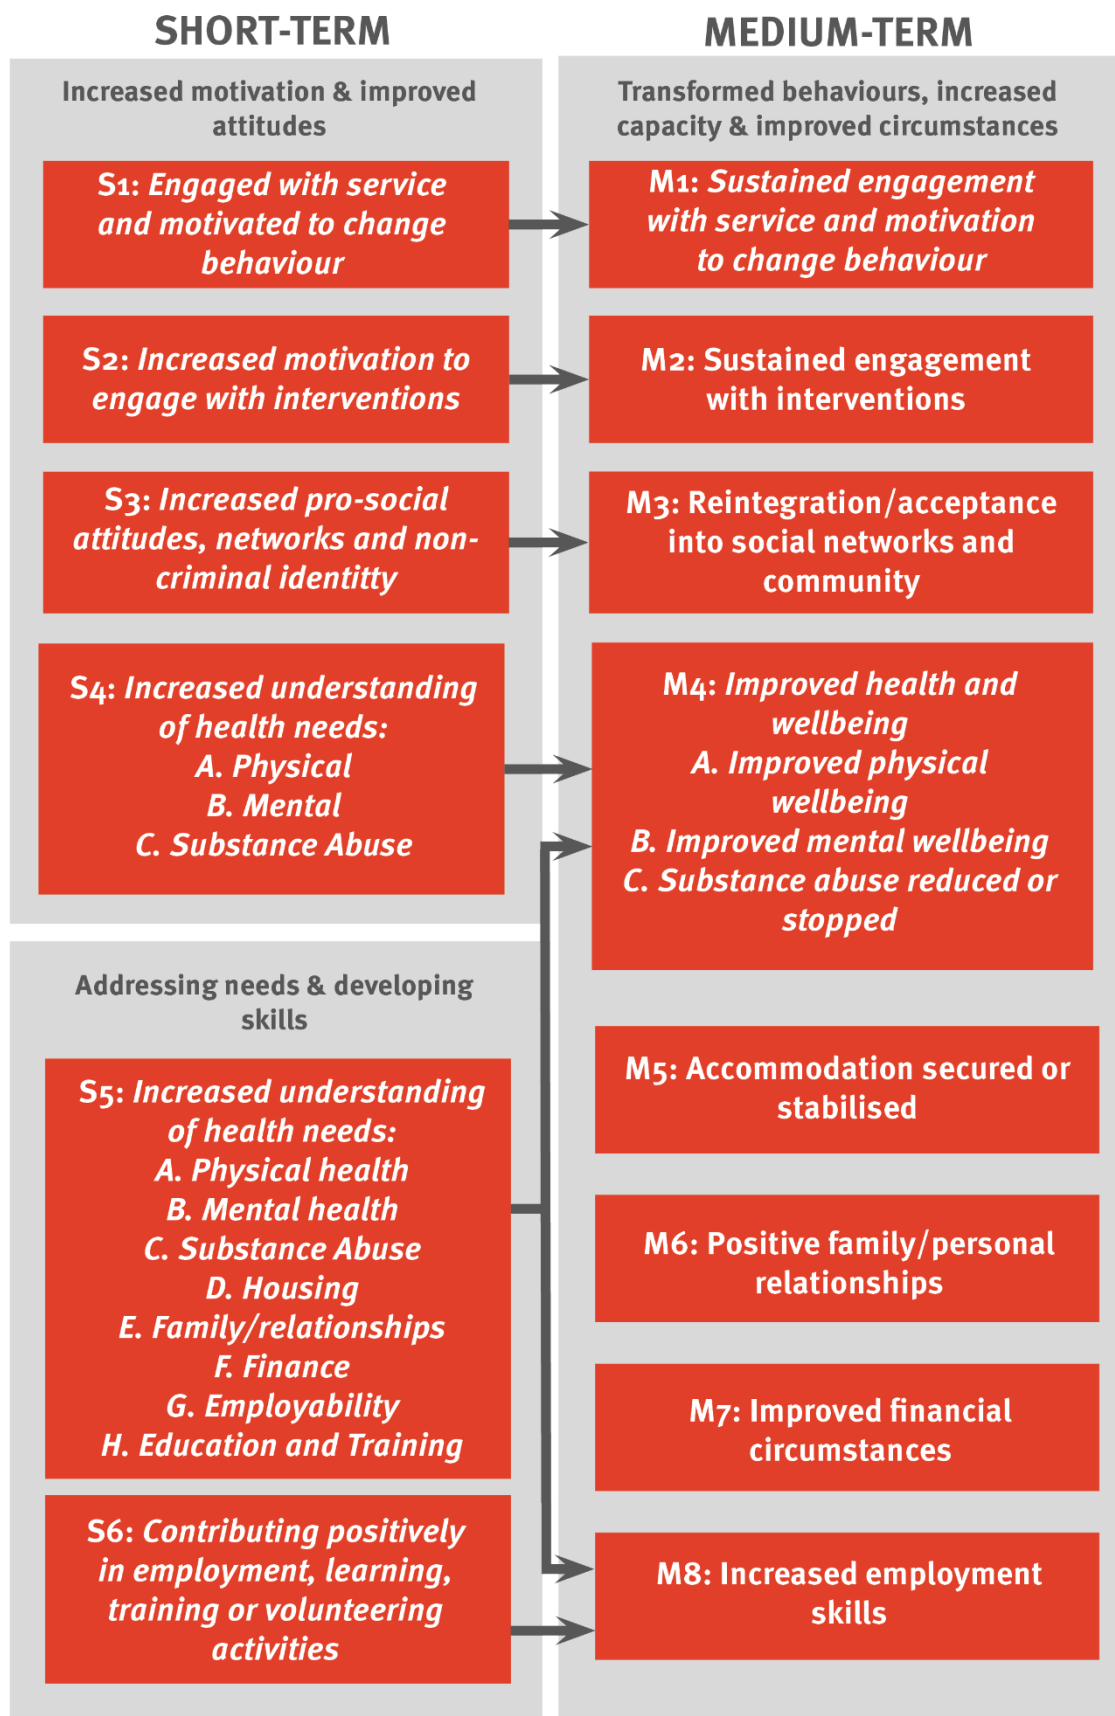 SHORT-TERM
Increased motivation & improved
attitudes
S1: Engaged with service
and motivated to change
behaviour
S2: Increased motivation to
engage with interventions
S3: Increased pro-social
attitudes, networks and non-
criminal identitty
S4: Increased understanding
of health needs:
A. Physical
B. Mental
C. Substance Abuse
Addressing needs & developing
skills
S5: Increased understanding
of health needs:
A. Physical health
B. Mental health
C. Substance Abuse
D. Housing
E. Family/relationships
F. Finance
G. Employability
H. Education and Training
S6: Contributing positively
in employment, learning,
training or volunteering
activities
MEDIUM-TERM
Transformed behaviours, increased
capacity & improved circumstances
M1: Sustained engagement
with service and motivation
to change behaviour
M2: Sustained engagement
with interventions
M3: Reintegration/acceptance
into social networks and
community
M4: Improved health and
wellbeing
A. Improved physical
wellbeing
B. Improved mental wellbeing
C. Substance abuse reduced or
stopped
M5: Accommodation secured or
stabilised
M6: Positive family/personal
relationships
M7: Improved financial
circumstances
M8: Increased employment
skills